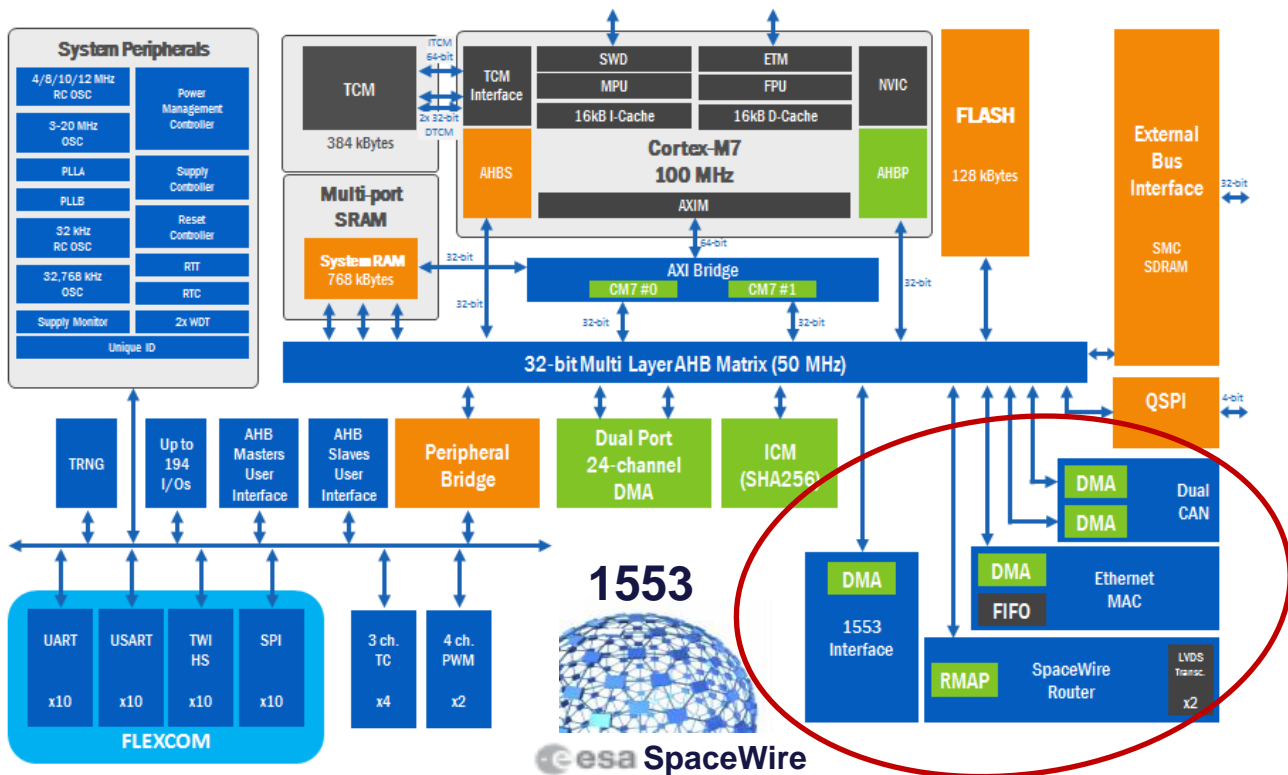 System Peripherals
4/8/10/12 MHz
RC OSC
3-20 MHz
OSC
PLLA
PLLB
32 kHz
RC OSC
32,768 kHz
OSC
Supply Monitor
Power
Management
Controller
Supply
Controller
Reset
Controller
RTT
RTC
2x WDT
Unique ID
TCM
384 kBytes
ITCM
64-bit
2x 32-bit
DTCM
Multi-port
SRAM
System RAM
768 kBytes
TCM
Interface
SWD
MPU
16kB I-Cache
ETM
FPU
16kB D-Cache
NVIC
Cortex-M7
100 MHz
AHBS
AXIM
AHBP
FLASH
128 kBytes
External
Bus
Interface
SMC
SDRAM
32-bit
64-bit
32-bit
AXI Bridge
CM7 #0
CM7 #1
32-bit
32-bit
32-bit
32-bit
32-bit Multi Layer AHB Matrix (50 MHz)
QSPI
4-bit
TRNG
Up to
194
I/Os
AHB
Masters
User
Interface
AHB
Slaves
User
Interface
Peripheral
Bridge
Dual Port
24-channel
DMA
ICM
(SHA256)
DMA
DMA
Dual
CAN
DMA
FIFO
Ethernet
MAC
DMA
1553
Interface
RMAP
SpaceWire
Router
LVDS
Transc.
x2
UART
x10
USART
x10
TWI
HS
x10
SPI
x10
FLEXCOM
3 ch.
TC
x4
4 ch.
PWM
x2
1553
esa SpaceWire